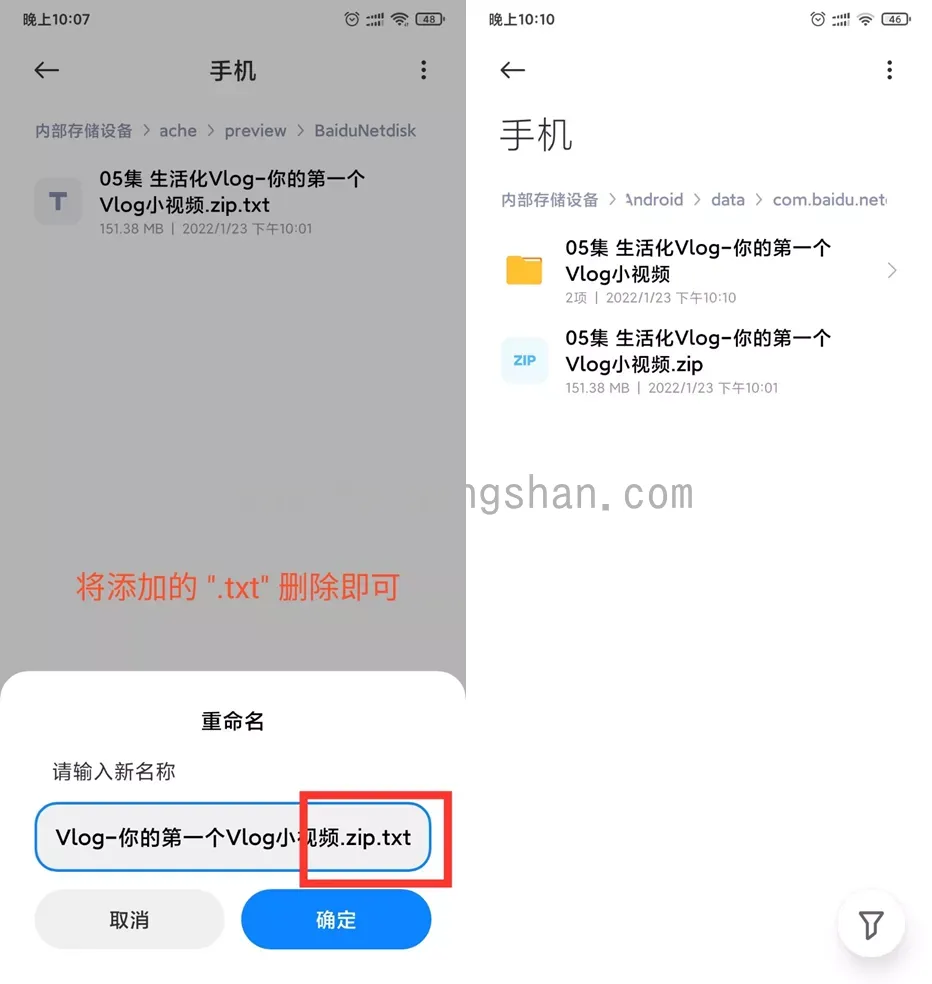 晚上10:07
48
手机
内部存储设备 > ache > preview > BaiduNetdisk
T
05集 生活化Vlog-你的第一个
Vlog小视频.zip.txt
151.38 MB | 2022/1/23 下午10:01
将添加的 ".txt" 删除即可
重命名
请输入新名称
Vlog-你的第一个Vlog小视频.zip.txt
取消
确定
晚上10:10
46
手机
内部存储设备 > Android > data > com.baidu.net
05集 生活化Vlog-你的第一个
Vlog小视频
2项 | 2022/1/23 下午10:10
ZIP
05集 生活化Vlog-你的第一个
Vlog小视频.zip
151.38 MB | 2022/1/23 下午10:01
ngshan.com